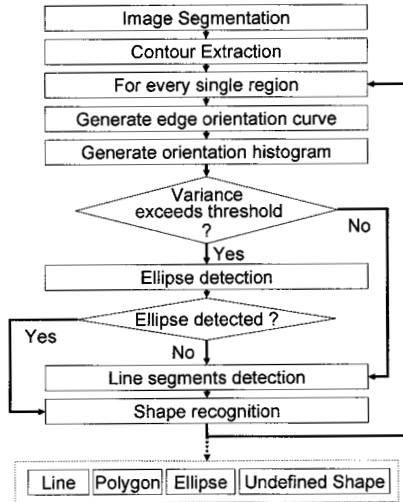 Image Segmentation
Contour Extraction
For every single region
Generate edge orientation curve
Generate orientation histogram
Variance
exceeds threshold
?
No
Yes
Ellipse detection
Ellipse detected ?
Yes
No
Line segments detection
Shape recognition
Line Polygon Ellipse Undefined Shape